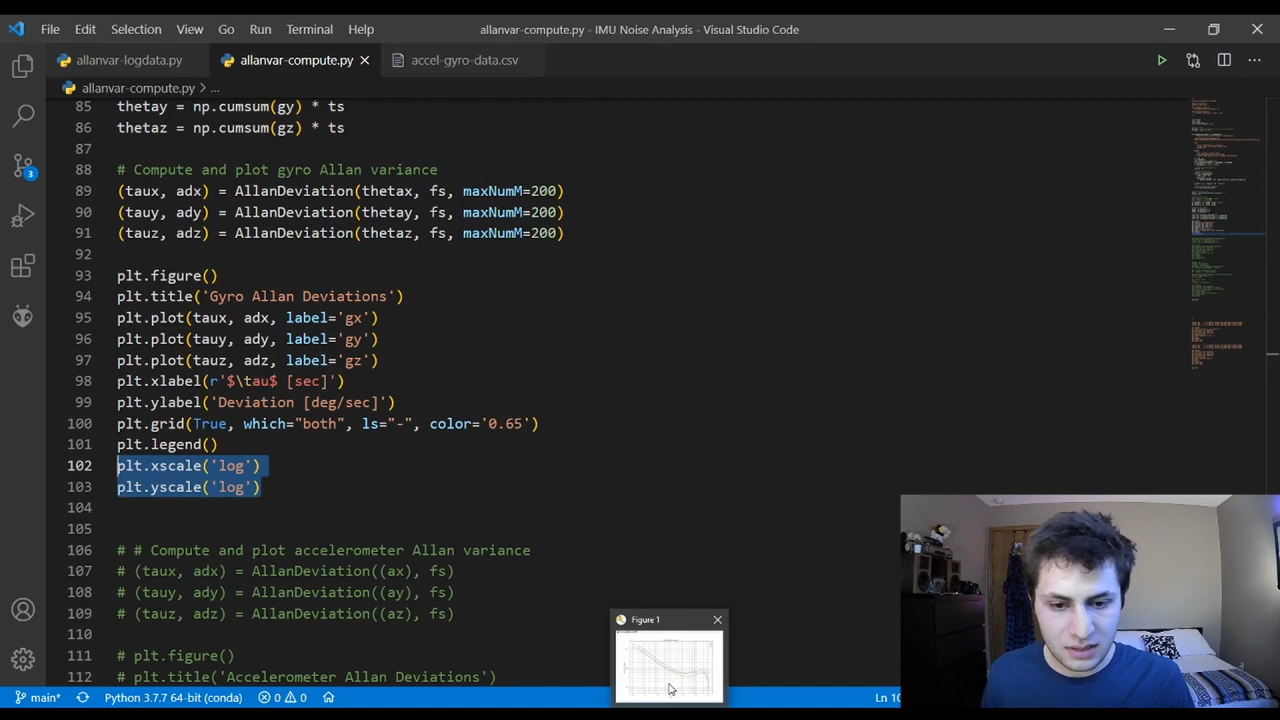 File Edit Selection View Go Run Terminal Help
allanvar-compute.py - IMU Noise Analysis - Visual Studio Code
allanvar-logdata.py allanvar-compute.py accel-gyro-data.csv
allanvar-compute.py > ...
85 thetay = np.cumsum(gy) * ts
86 thetaz = np.cumsum(gz) * ts
87
88 # Compute and plot gyro Allan variance
89 (taux, adx) = AllanDeviation(thetax, fs, maxNumM=200)
90 (tauy, ady) = AllanDeviation(thetay, fs, maxNumM=200)
91 (tauz, adz) = AllanDeviation(thetaz, fs, maxNumM=200)
92
93 plt.figure()
94 plt.title('Gyro Allan Deviations')
95 plt.plot(taux, adx, label='gx')
96 plt.plot(tauy, ady, label='gy')
97 plt.plot(tauz, adz, label='gz')
98 plt.xlabel(r'$\tau$ [sec]')
99 plt.ylabel('Deviation [deg/sec]')
100 plt.grid(True, which="both", ls="-", color='0.65')
101 plt.legend()
102 plt.xscale('log')
103 plt.yscale('log')
104
105
106 # # Compute and plot accelerometer Allan variance
107 # (taux, adx) = AllanDeviation((ax), fs)
108 # (tauy, ady) = AllanDeviation((ay), fs)
109 # (tauz, adz) = AllanDeviation((az), fs)
110
111 # plt.figure()
112 # plt.title('Accelerometer Allan Deviations')
3
Figure 1
main* Python 3.7.7 64-bit (conda) 0 0 Ln 10